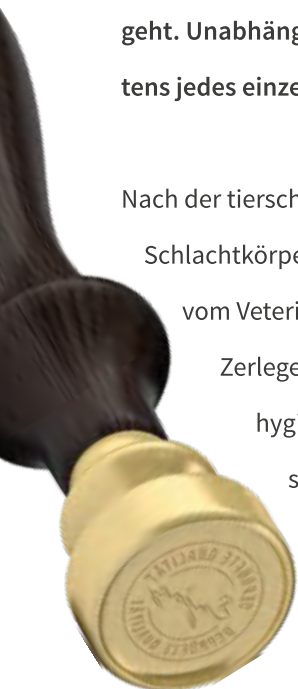 geht. Unabhäng
tens jedes einze
Nach der tiersch
Schlachtkörpe
vom Veteri
Zerlege
hyg
s